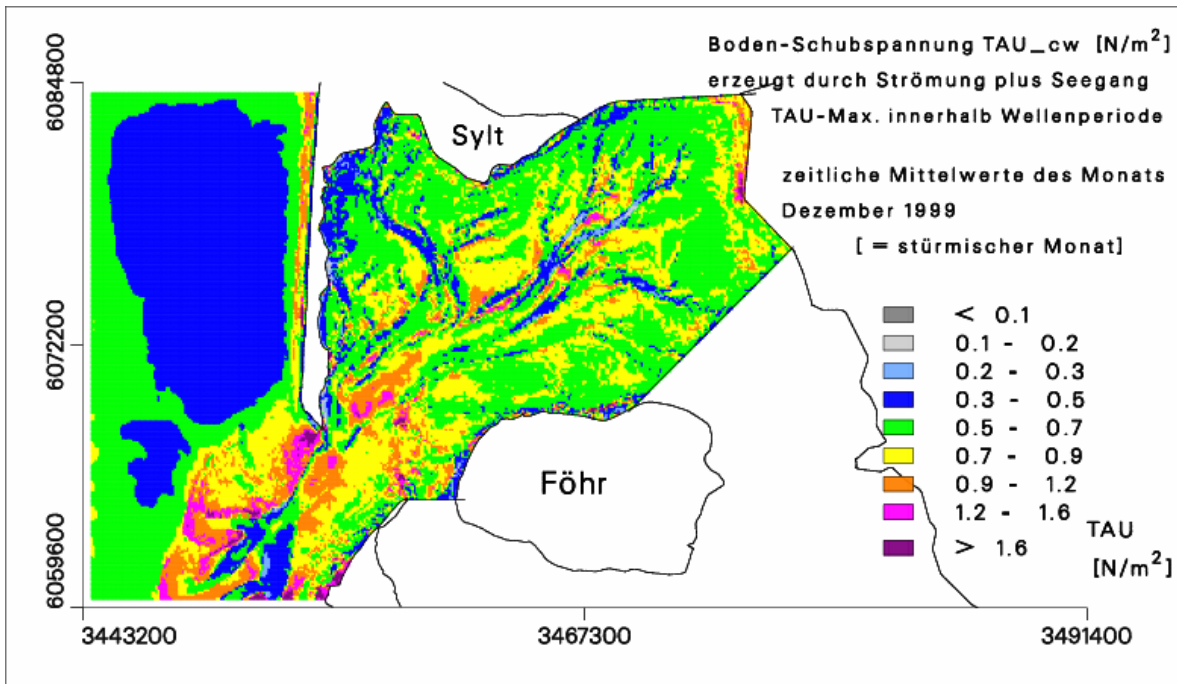 Boden-Schubspannung TAU_cw [N/m²]
erzeugt durch Strömung plus Seegang
TAU-Max. innerhalb Wellenperiode
zeitliche Mittelwerte des Monats
Dezember 1999
[ = stürmischer Monat]
6084800
6072200
6059600
Sylt
Föhr
< 0.1
0.1 - 0.2
0.2 - 0.3
0.3 - 0.5
0.5 - 0.7
0.7 - 0.9
0.9 - 1.2
1.2 - 1.6
> 1.6
TAU
[N/m²]
3443200
3467300
3491400